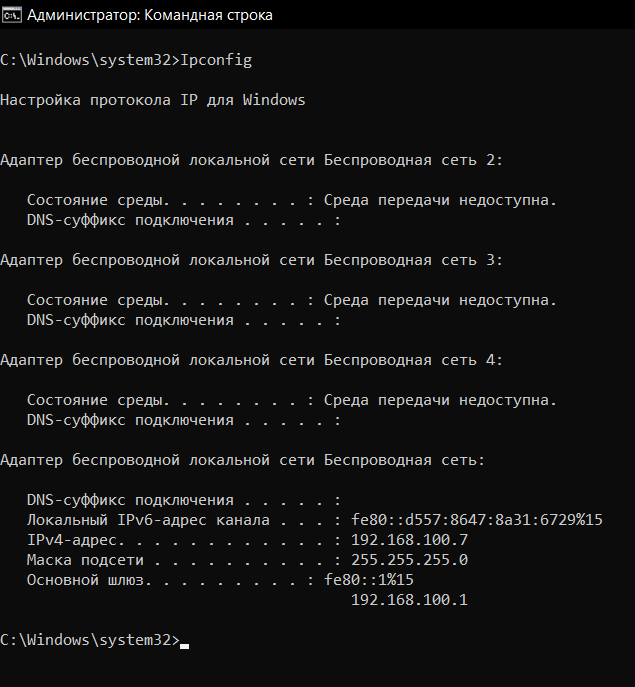 Администратор: Командная строка
C:\Windows\system32>Ipconfig
Настройка протокола IP для Windows
Адаптер беспроводной локальной сети Беспроводная сеть 2:
Состояние среды. . . . . . . . : Среда передачи недоступна.
DNS-суффикс подключения . . . . . :
Адаптер беспроводной локальной сети Беспроводная сеть 3:
Состояние среды. . . . . . . . : Среда передачи недоступна.
DNS-суффикс подключения . . . . . :
Адаптер беспроводной локальной сети Беспроводная сеть 4:
Состояние среды. . . . . . . . : Среда передачи недоступна.
DNS-суффикс подключения . . . . . :
Адаптер беспроводной локальной сети Беспроводная сеть:
DNS-суффикс подключения . . . . . :
Локальный IPv6-адрес канала . . . : fe80::d557:8647:8a31:6729%15
IPv4-адрес. . . . . . . . . . . . : 192.168.100.7
Маска подсети . . . . . . . . . . : 255.255.255.0
Основной шлюз. . . . . . . . . : fe80::1%15
192.168.100.1
C:\Windows\system32>